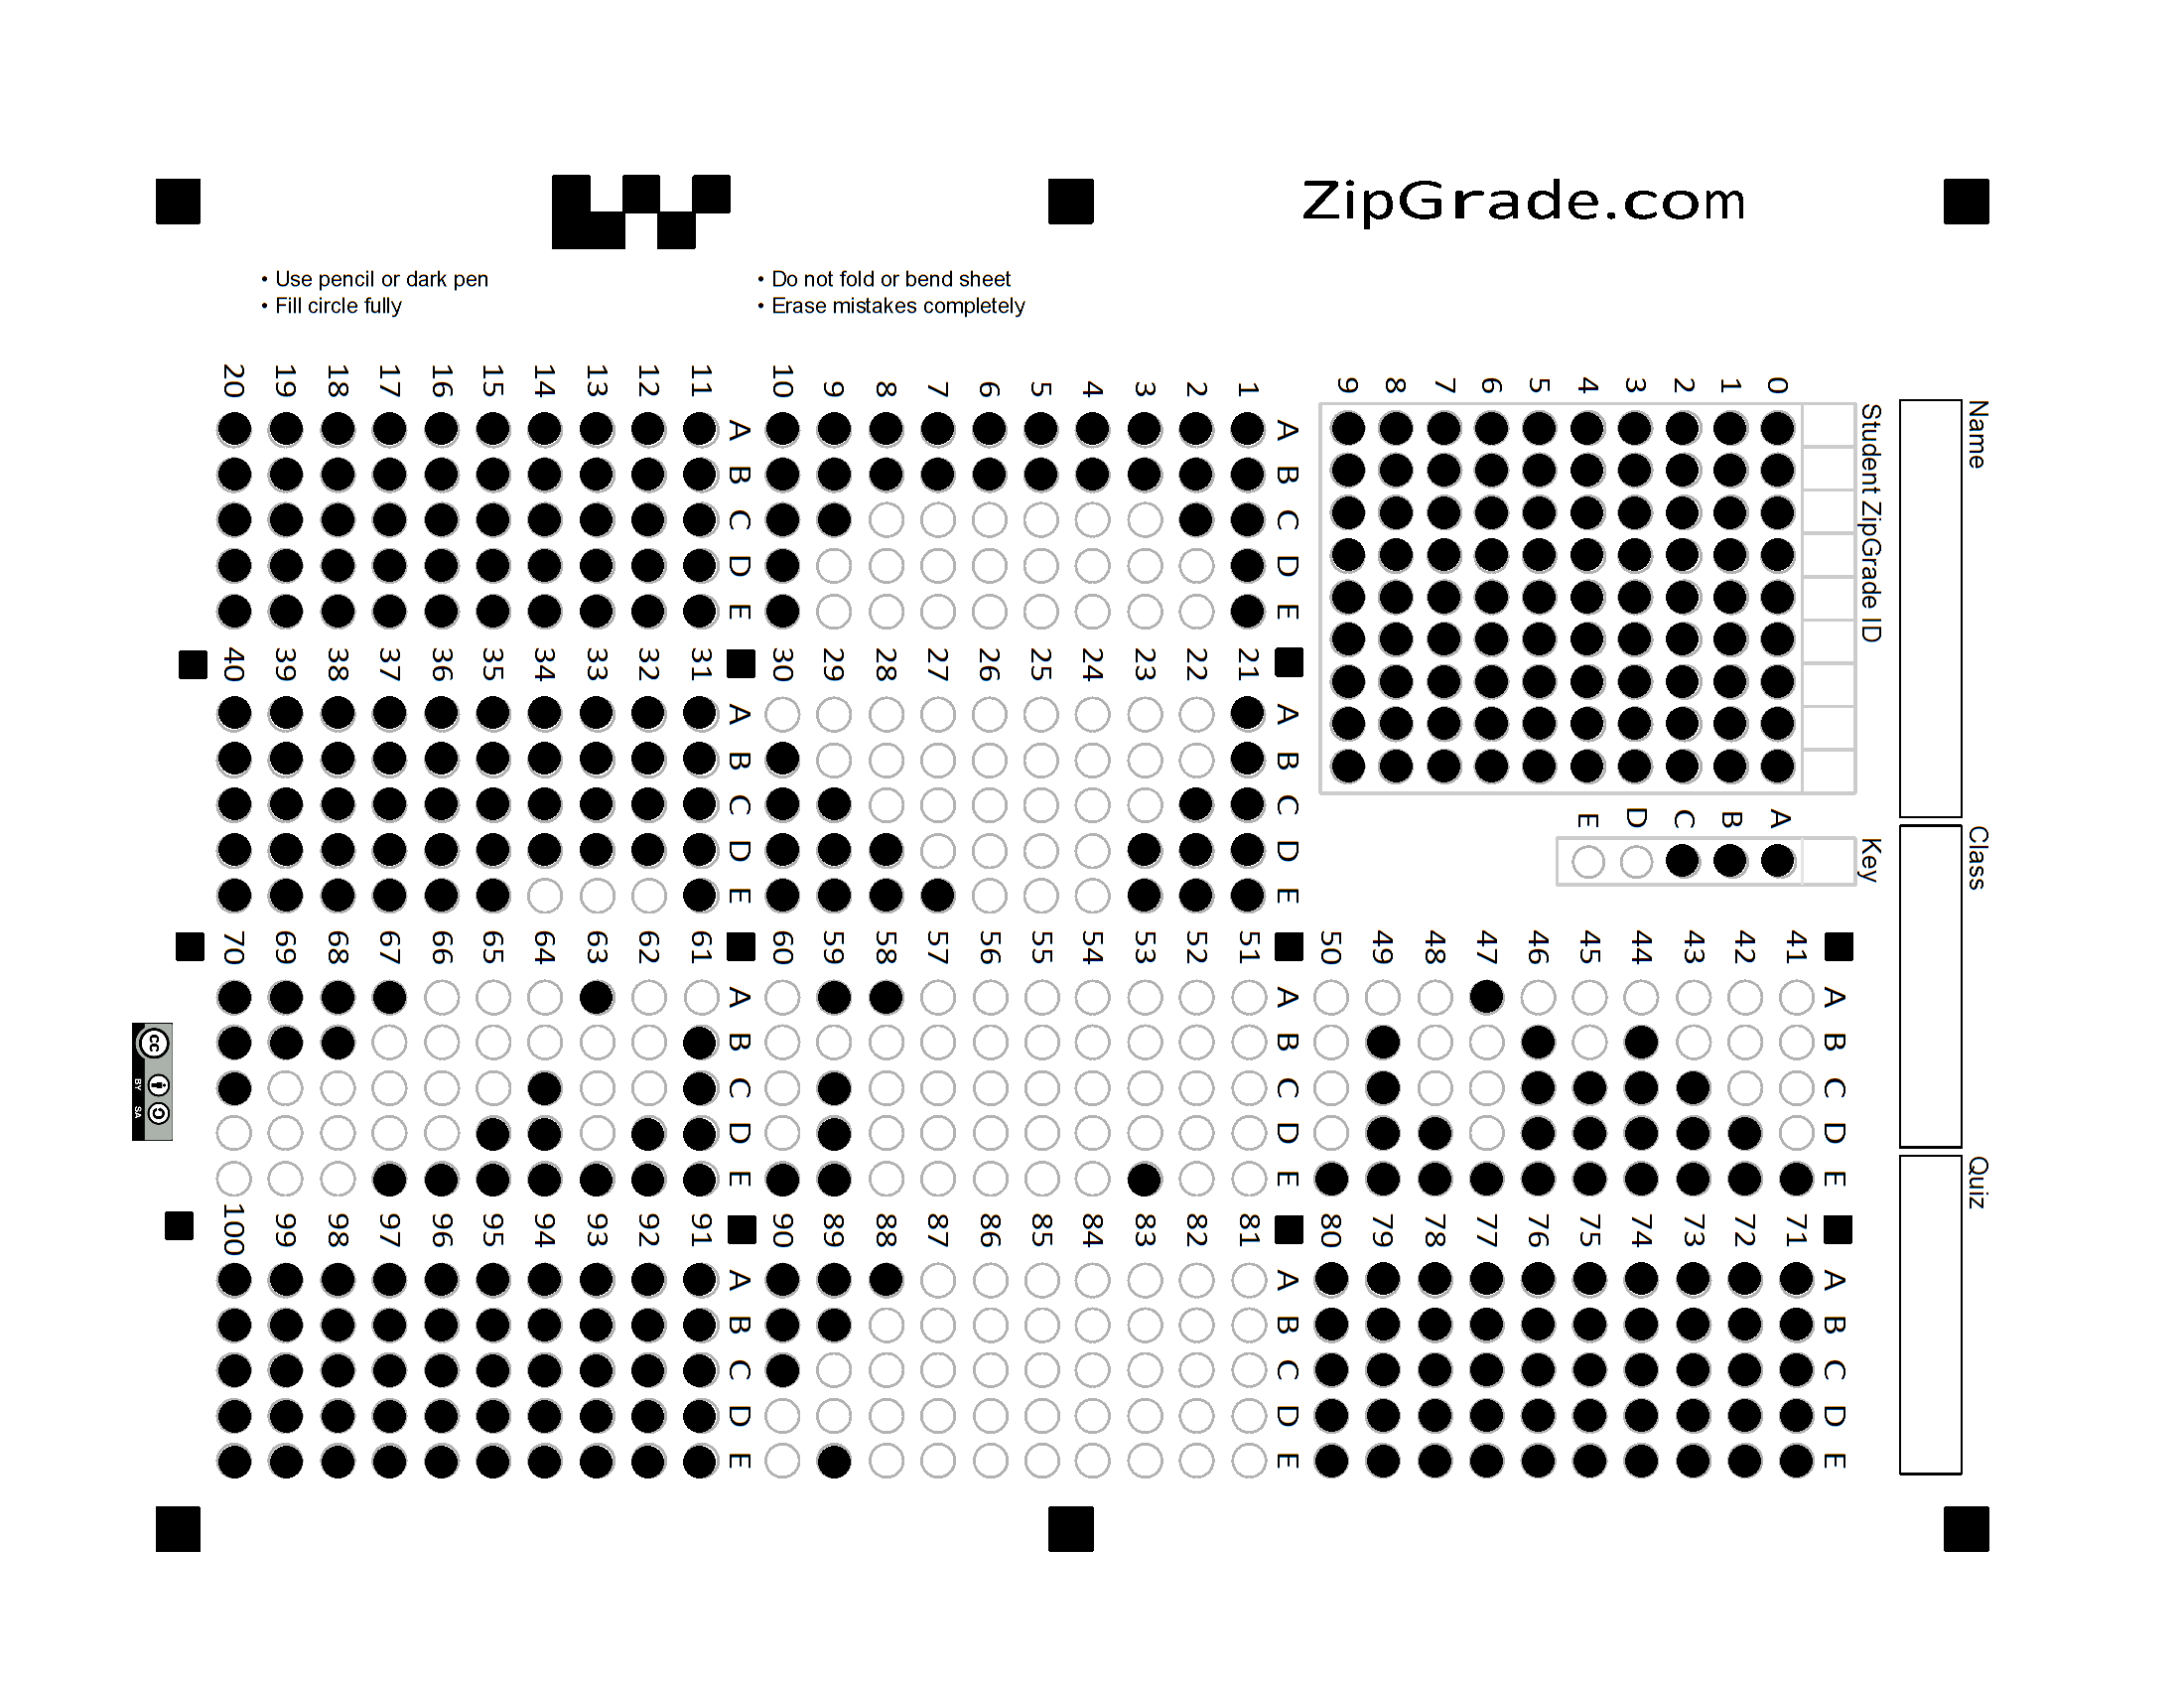 ZipGrade.com
• Use pencil or dark pen
• Fill circle fully
• Do not fold or bend sheet
• Erase mistakes completely
Name
Class
Quiz
Student ZipGrade ID
0 1 2 3 4 5 6 7 8 9
Key
A B C D E
A B C D E
1 2 3 4 5 6 7 8 9 10
A B C D E
11 12 13 14 15 16 17 18 19 20
A B C D E
21 22 23 24 25 26 27 28 29 30
A B C D E
31 32 33 34 35 36 37 38 39 40
A B C D E
41 42 43 44 45 46 47 48 49 50
A B C D E
51 52 53 54 55 56 57 58 59 60
A B C D E
61 62 63 64 65 66 67 68 69 70
A B C D E
71 72 73 74 75 76 77 78 79 80
A B C D E
81 82 83 84 85 86 87 88 89 90
A B C D E
91 92 93 94 95 96 97 98 99 100
cc BY SA